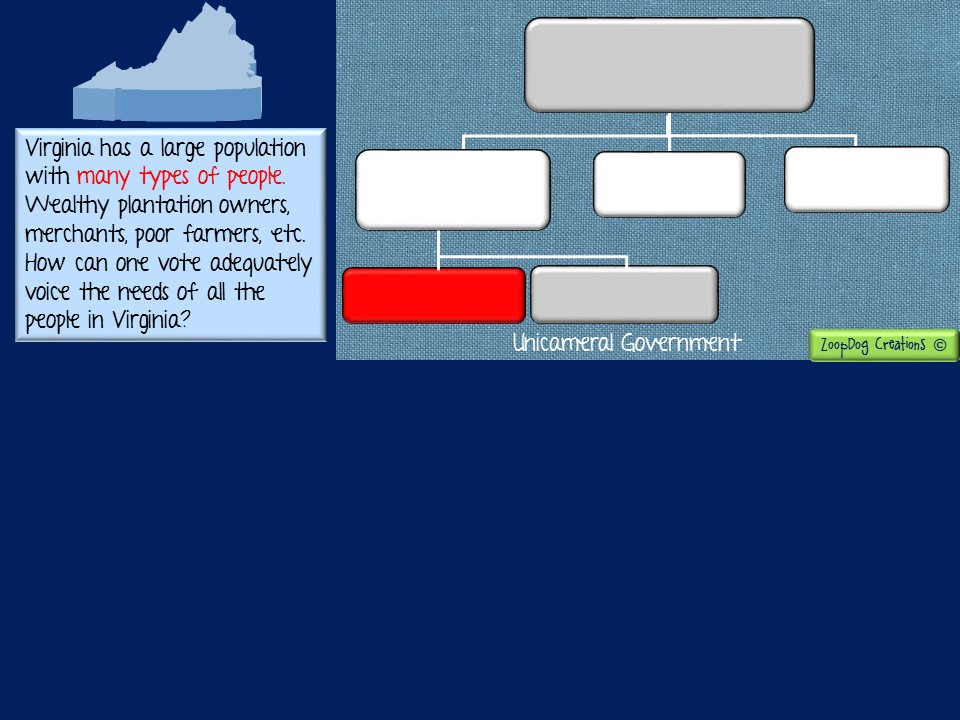 Virginia has a large population
with many types of people.
Wealthy plantation owners,
merchants, poor farmers, etc.
How can one vote adequately
voice the needs of all the
people in Virginia?
Unicameral Government
ZoopDog Creations ©